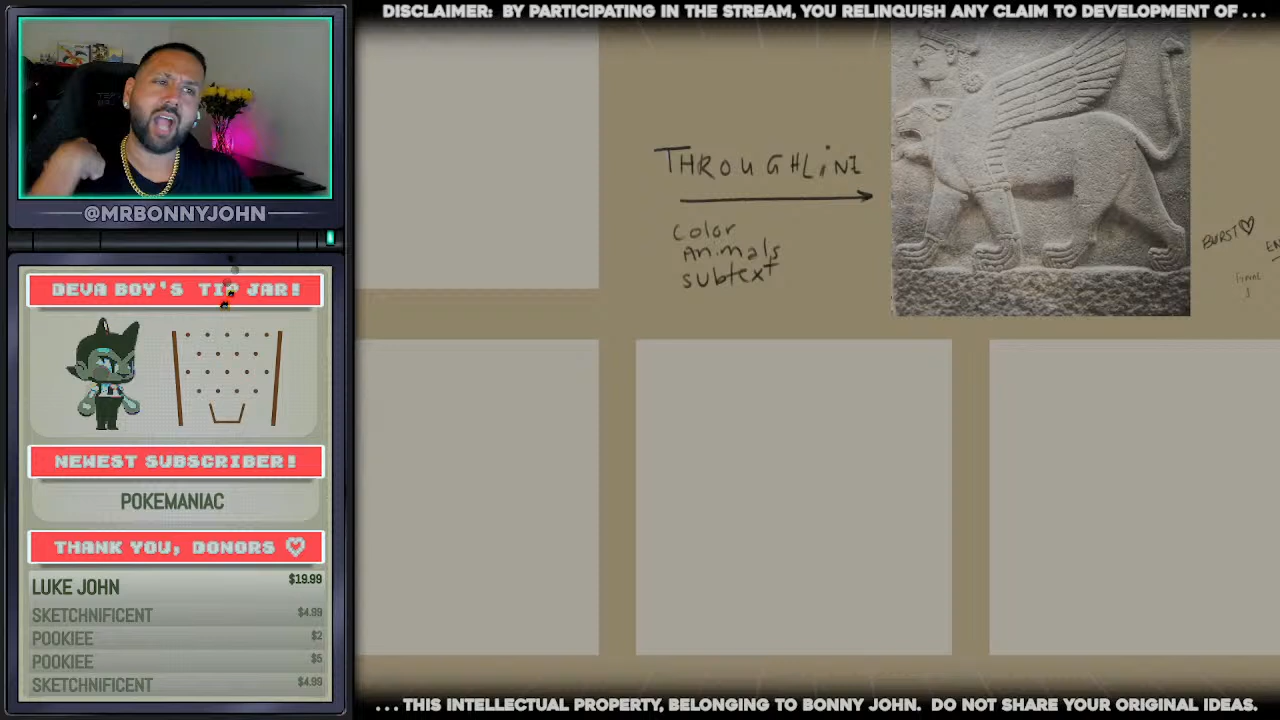 DISCLAIMER: BY PARTICIPATING IN THE STREAM, YOU RELINQUISH ANY CLAIM TO DEVELOPMENT OF . . .
@MRBONNYJOHN
DEVA BOY'S TIP JAR!
NEWEST SUBSCRIBER!
POKEMANIAC
THANK YOU, DONORS
LUKE JOHN $19.99
SKETCHNIFICENT $4.99
POOKIEE $2
POOKIEE $5
SKETCHNIFICENT $4.99
THROUGHLINE
Color
Animals
subtext
BURST
. . . THIS INTELLECTUAL PROPERTY, BELONGING TO BONNY JOHN. DO NOT SHARE YOUR ORIGINAL IDEAS.